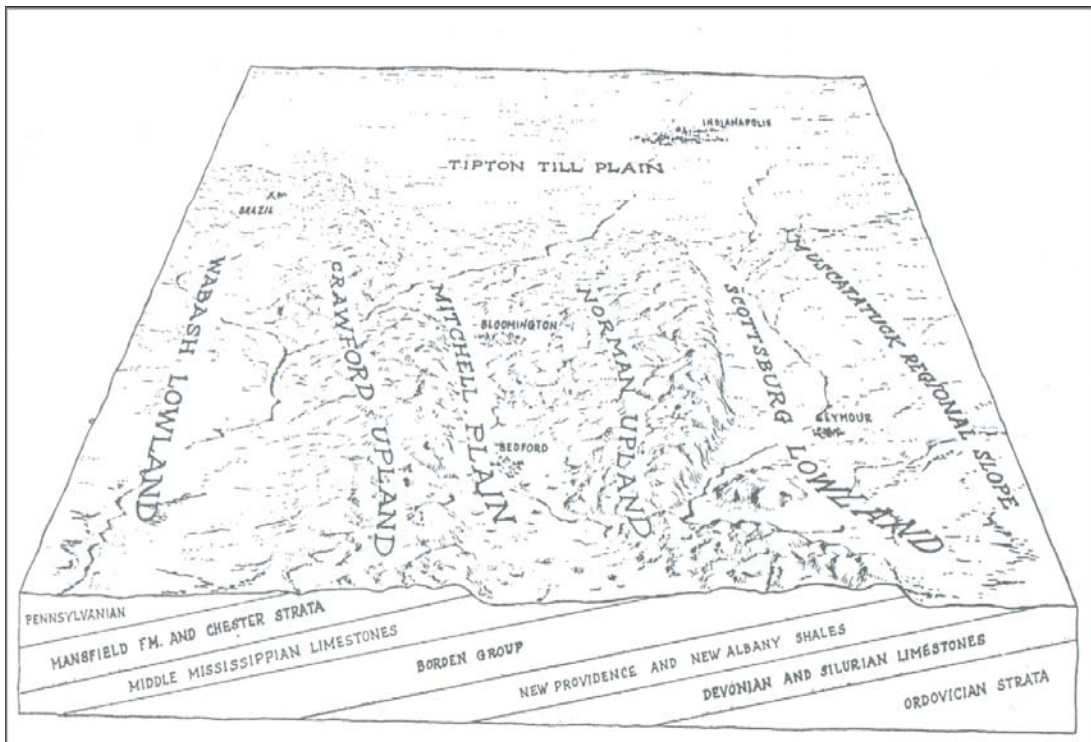 INDIANAPOLIS
TIPTON TILL PLAIN
BRAZIL
WABASH LOWLAND
CRAWFORD UPLAND
MITCHELL PLAIN
BLOOMINGTON
BEDFORD
NORMAN UPLAND
SCOTTSBURG LOWLAND
SEYMOUR
MUSCATATUCK REGIONAL SLOPE
PENNSYLVANIAN
MANSFIELD FM. AND CHESTER STRATA
MIDDLE MISSISSIPPIAN LIMESTONES
BORDEN GROUP
NEW PROVIDENCE AND NEW ALBANY SHALES
DEVONIAN AND SILURIAN LIMESTONES
ORDOVICIAN STRATA